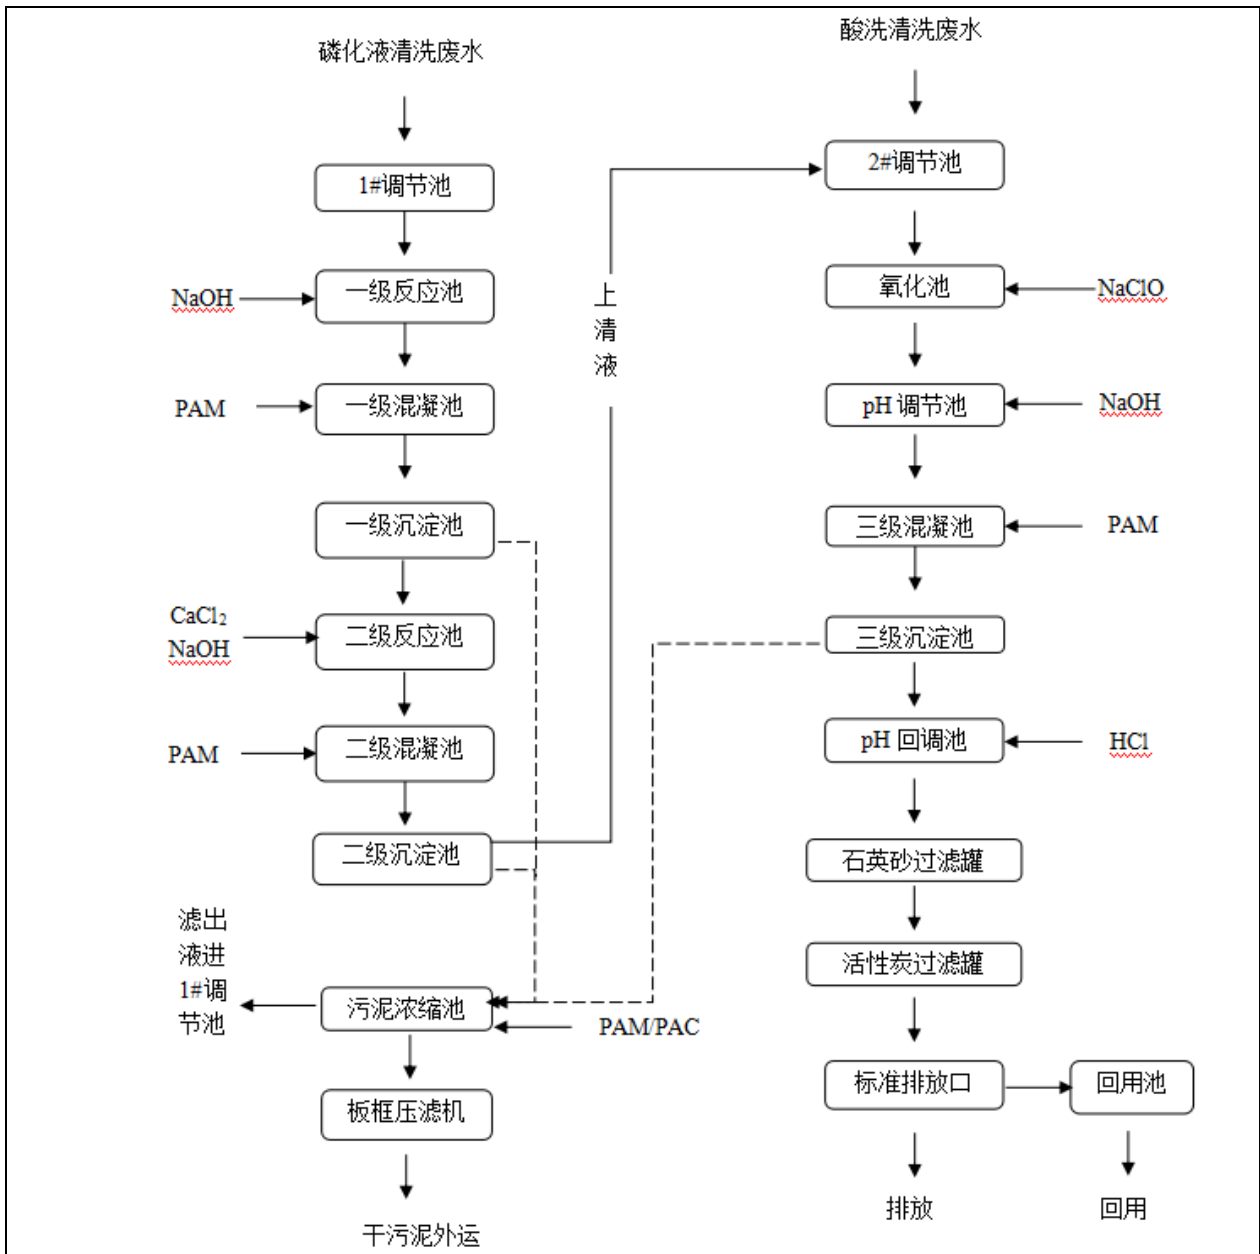 磷化液清洗废水
1#调节池
NaOH
一级反应池
PAM
一级混凝池
一级沉淀池
CaCl₂
NaOH
二级反应池
PAM
二级混凝池
二级沉淀池
上
清
液
滤出
液进
1#调
节池
污泥浓缩池
PAM/PAC
板框压滤机
干污泥外运
酸洗清洗废水
2#调节池
氧化池
NaClO
pH 调节池
NaOH
三级混凝池
PAM
三级沉淀池
pH 回调池
HCl
石英砂过滤罐
活性炭过滤罐
标准排放口
回用池
排放
回用